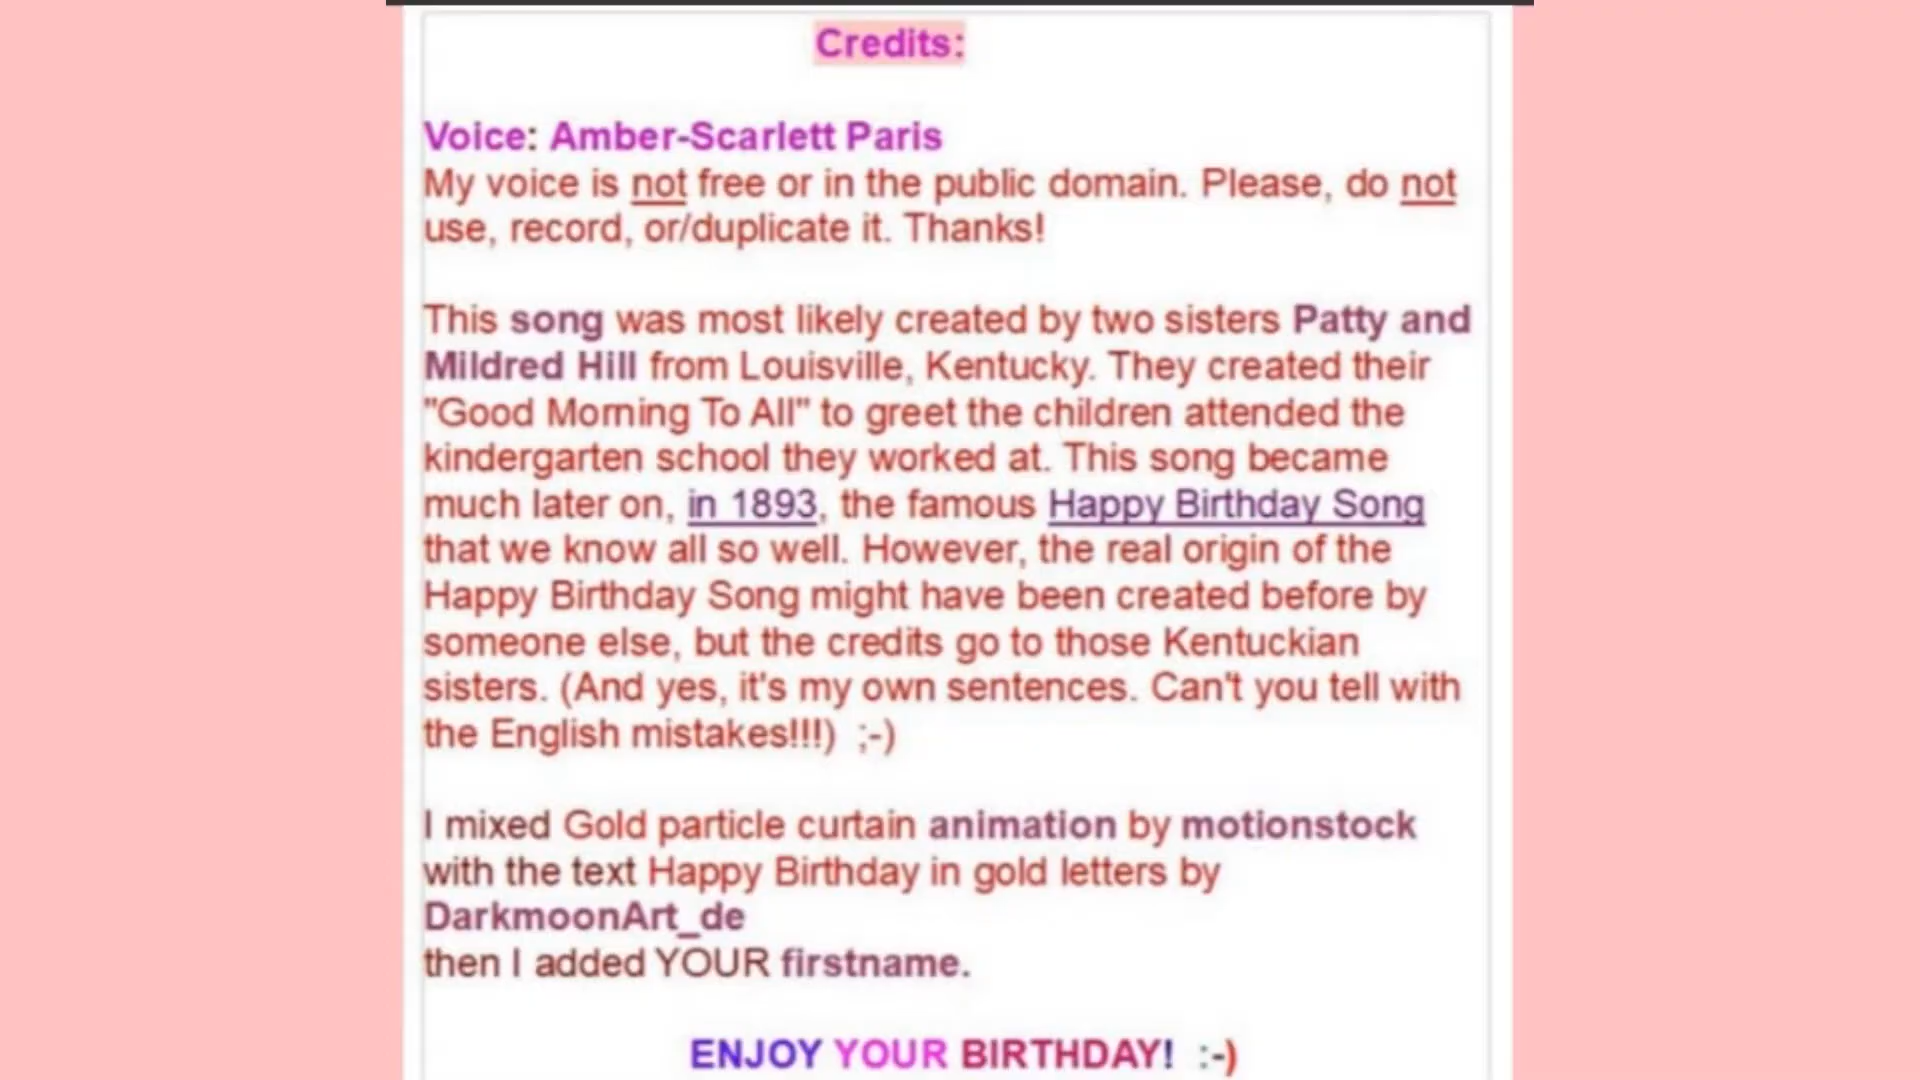 Credits:
Voice: Amber-Scarlett Paris
My voice is not free or in the public domain. Please, do not
use, record, or/duplicate it. Thanks!
This song was most likely created by two sisters Patty and
Mildred Hill from Louisville, Kentucky. They created their
"Good Morning To All" to greet the children attended the
kindergarten school they worked at. This song became
much later on, in 1893, the famous Happy Birthday Song
that we know all so well. However, the real origin of the
Happy Birthday Song might have been created before by
someone else, but the credits go to those Kentuckian
sisters. (And yes, it's my own sentences. Can't you tell with
the English mistakes!!!) ;-)
I mixed Gold particle curtain animation by motionstock
with the text Happy Birthday in gold letters by
DarkmoonArt_de
then I added YOUR firstname.
ENJOY YOUR BIRTHDAY! :-)